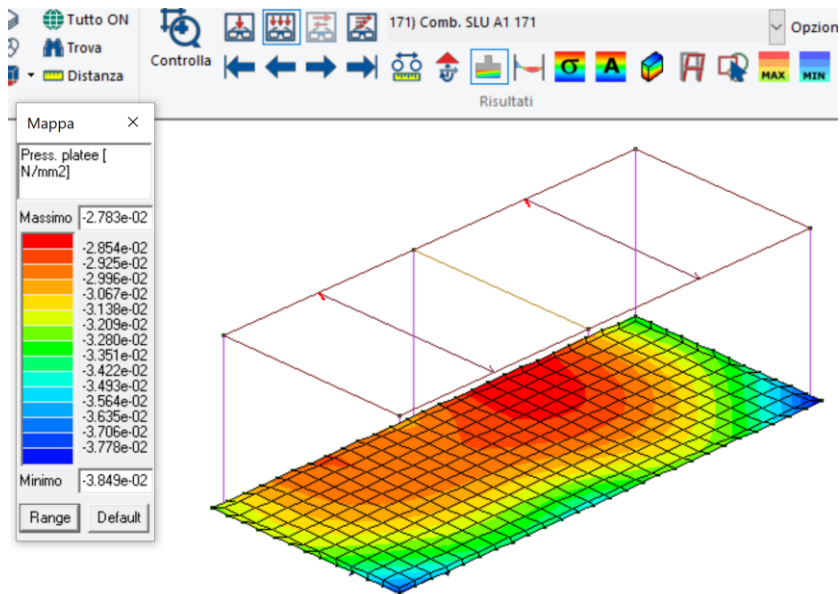 Tutto ON
Trova
Distanza
Controlla
171) Comb. SLU A1 171
Opzion
σ
A
MAX
MIN
Risultati
Mappa
Press. platee [
N/mm2]
Massimo -2.783e-02
-2.854e-02
-2.925e-02
-2.996e-02
-3.067e-02
-3.138e-02
-3.209e-02
-3.280e-02
-3.351e-02
-3.422e-02
-3.493e-02
-3.564e-02
-3.635e-02
-3.706e-02
-3.778e-02
Minimo -3.849e-02
Range Default